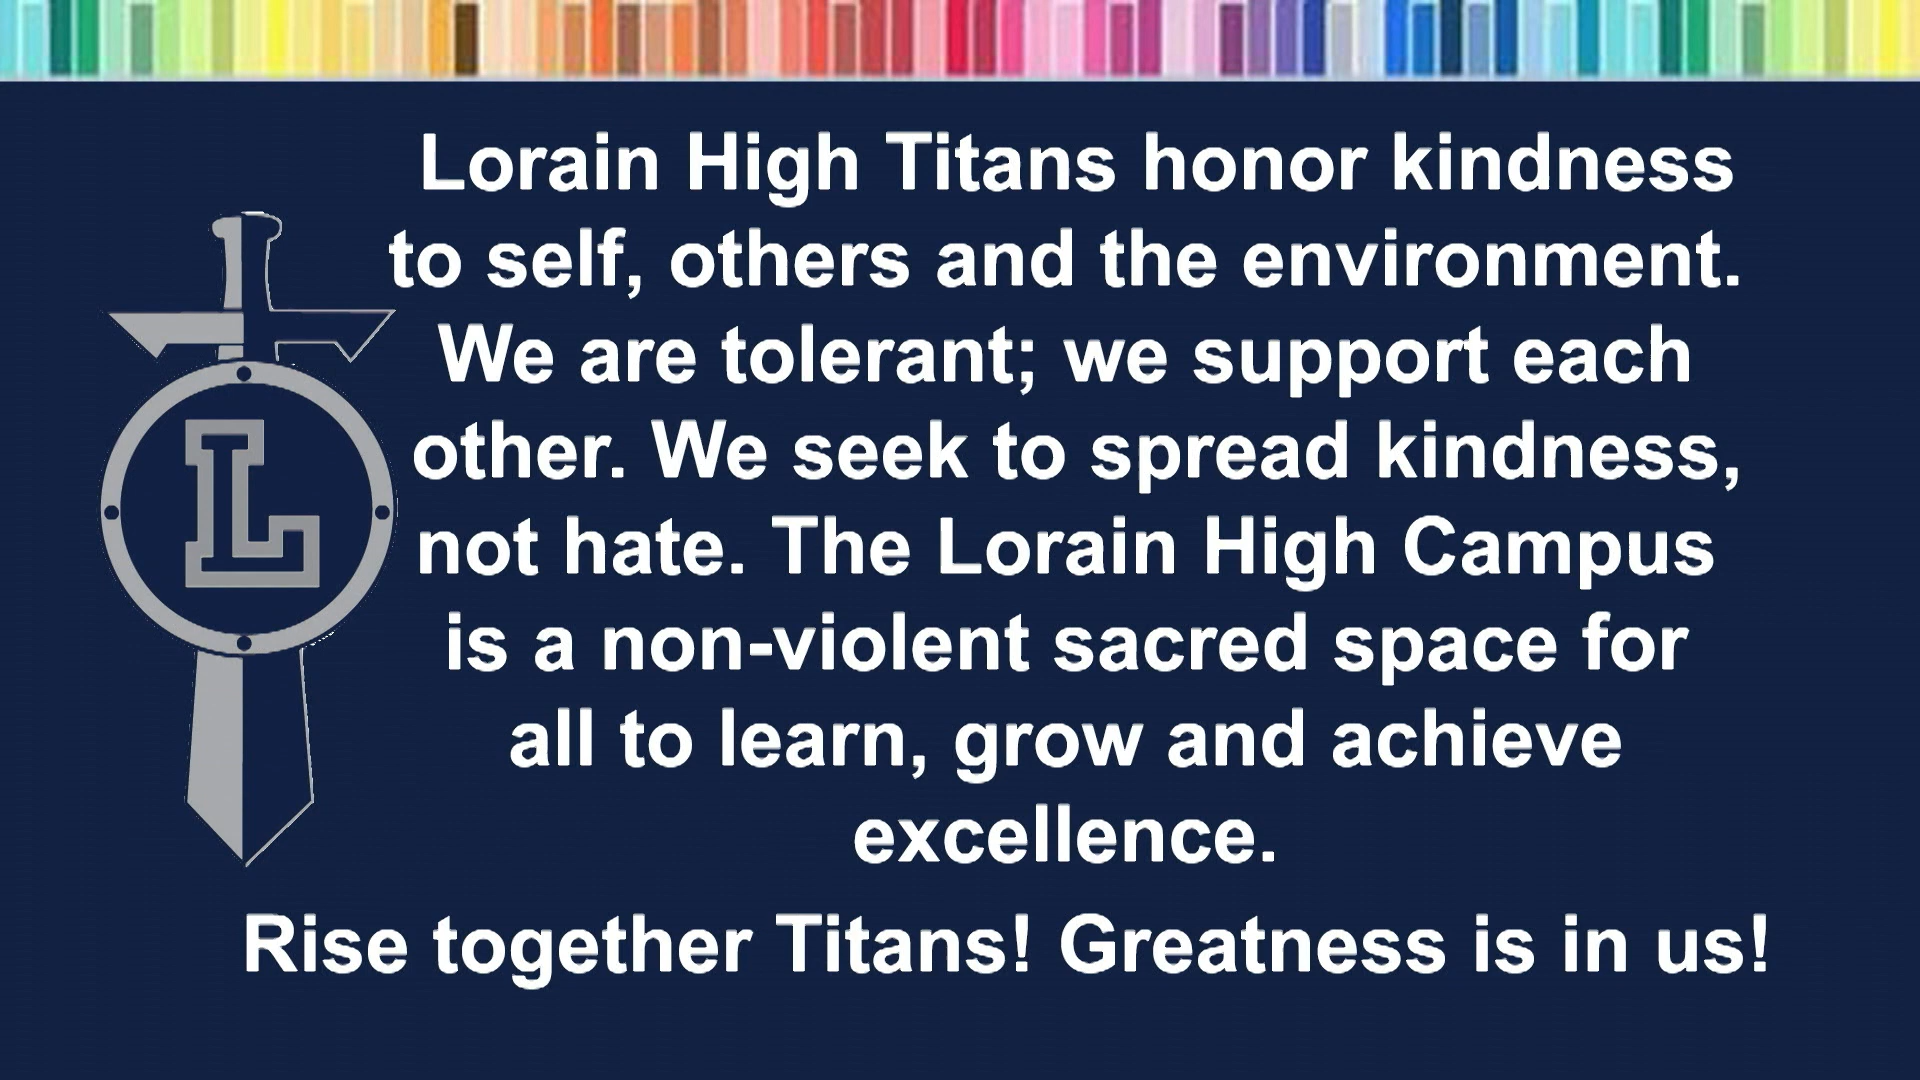 Lorain High Titans honor kindness
to self, others and the environment.
We are tolerant; we support each
other. We seek to spread kindness,
not hate. The Lorain High Campus
is a non-violent sacred space for
all to learn, grow and achieve
excellence.
Rise together Titans! Greatness is in us!
L